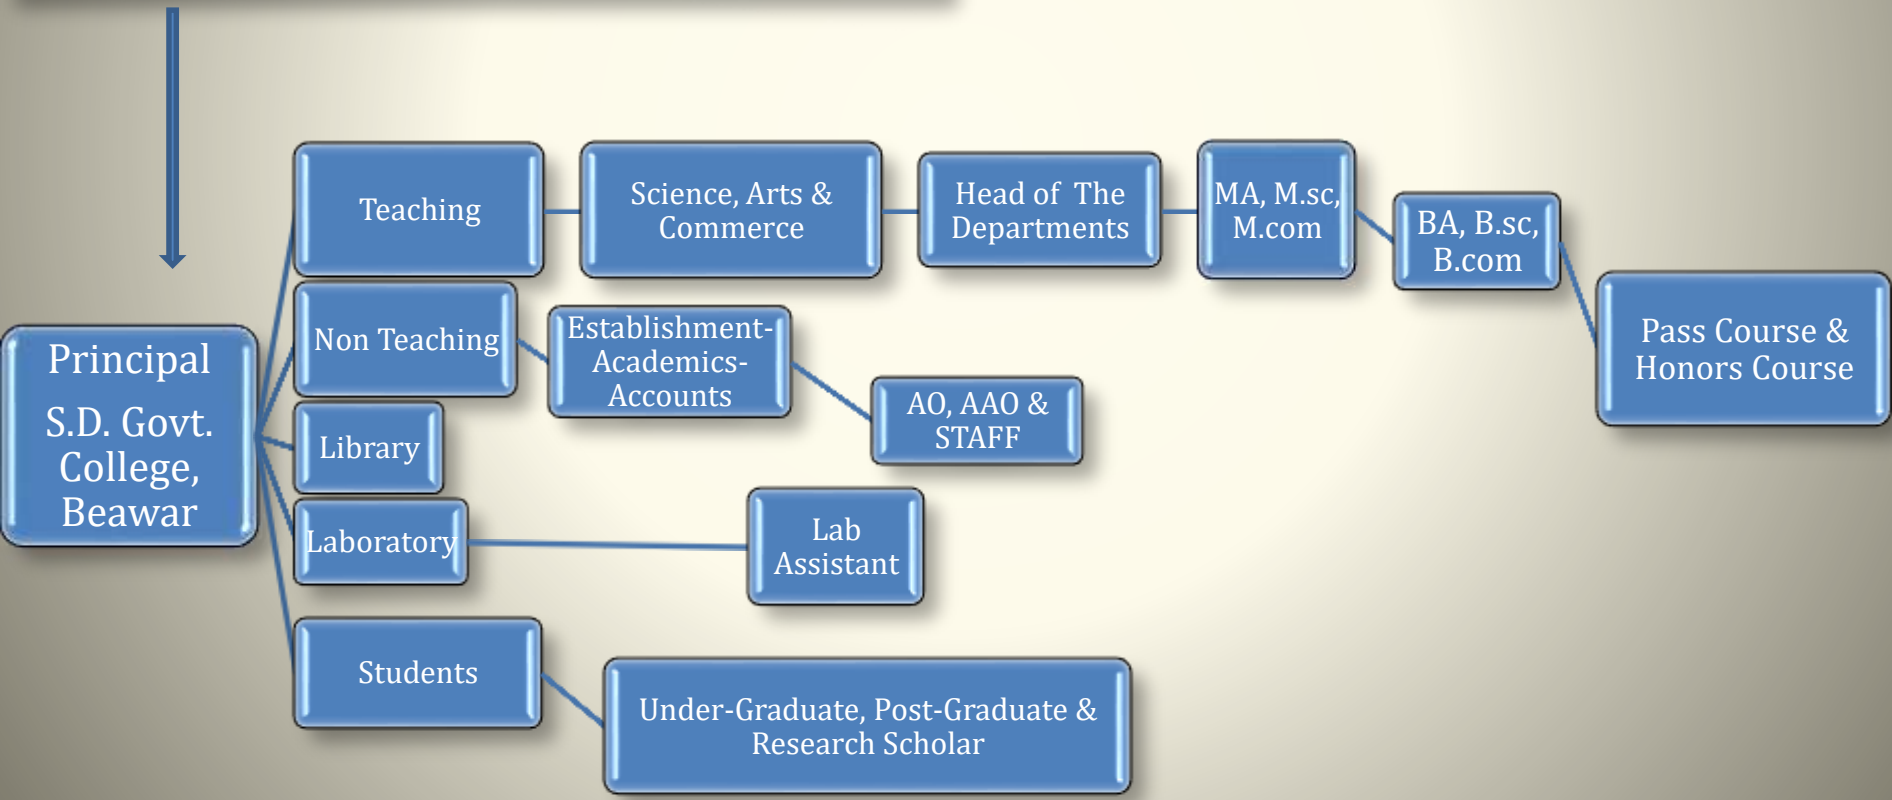 Principal
S.D. Govt.
College,
Beawar
Teaching
Science, Arts &
Commerce
Head of The
Departments
MA, M.sc,
M.com
BA, B.sc,
B.com
Pass Course &
Honors Course
Non Teaching
Establishment-
Academics-
Accounts
AO, AAO &
STAFF
Library
Laboratory
Lab
Assistant
Students
Under-Graduate, Post-Graduate &
Research Scholar